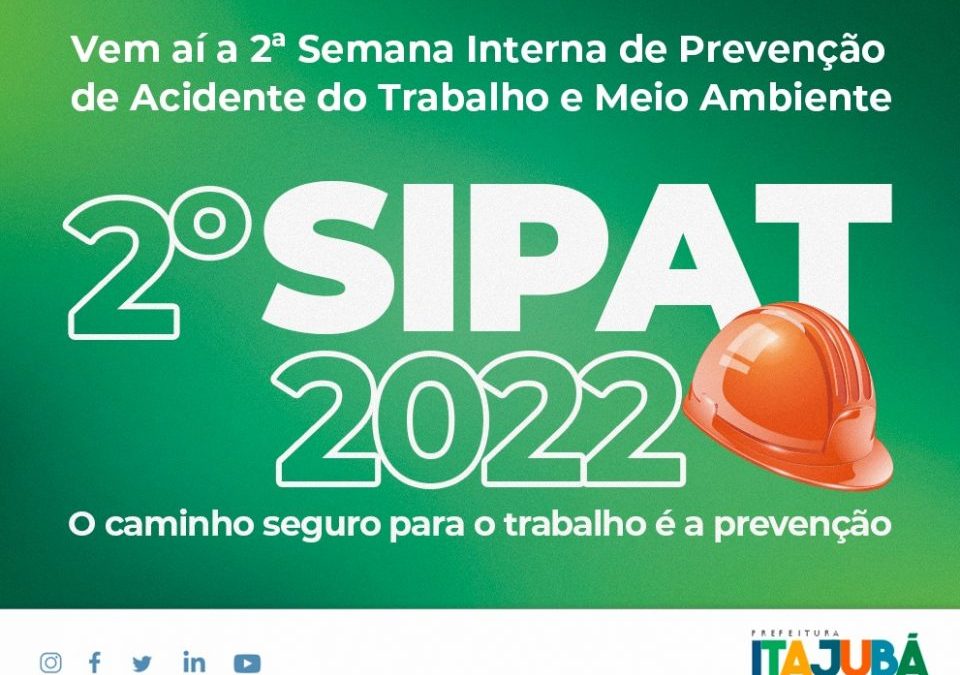 Vem aí a 2ª Semana Interna de Prevenção
de Acidente do Trabalho e Meio Ambiente
2º SIPAT
2022
O caminho seguro para o trabalho é a prevenção
PREFEITURA
ITAJUBÁ